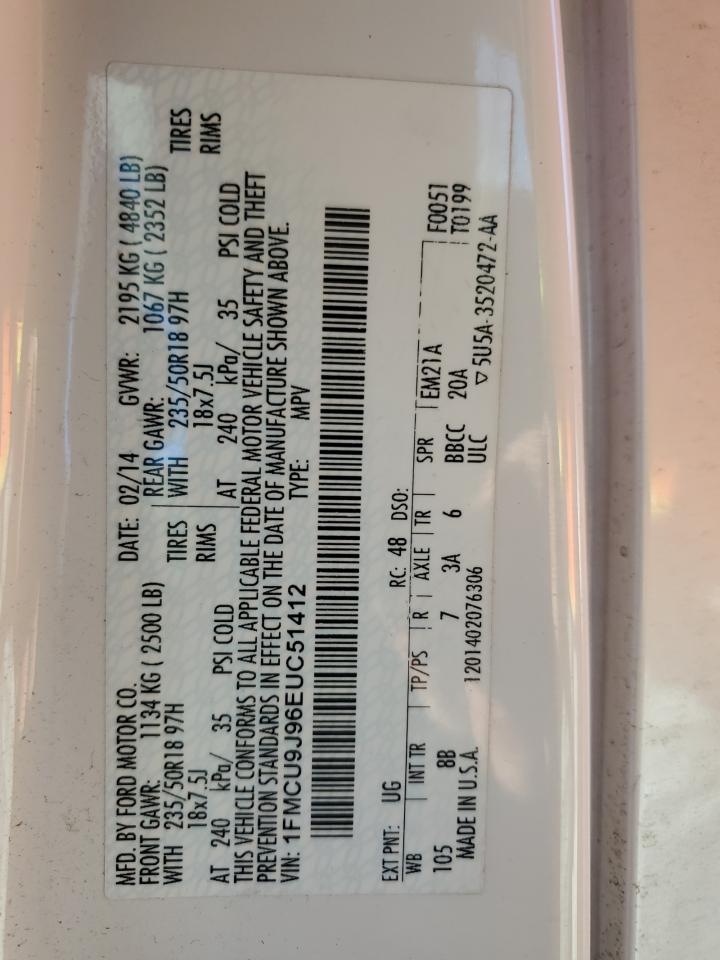 MFD. BY FORD MOTOR CO. DATE: 02/14 GVWR: 2195 KG ( 4840 LB)
FRONT GAWR: 1134 KG ( 2500 LB) REAR GAWR: 1067 KG ( 2352 LB)
WITH 235/50R18 97H TIRES WITH 235/50R18 97H TIRES
18x7.5J RIMS 18x7.5J RIMS
AT 240 kPa/ 35 PSI COLD AT 240 kPa/ 35 PSI COLD
THIS VEHICLE CONFORMS TO ALL APPLICABLE FEDERAL MOTOR VEHICLE SAFETY AND THEFT
PREVENTION STANDARDS IN EFFECT ON THE DATE OF MANUFACTURE SHOWN ABOVE.
VIN: 1FMCU9J96EUC51412 TYPE: MPV
EXT PNT: UG RC: 48 DSO: F0051
WB INT TR TP/PS R AXLE TR SPR EM21A T0199
105 8B 7 3A 6 BBCC 20A
MADE IN U.S.A. 1201402076306 ULC ▽ 5U5A-3520472-AA